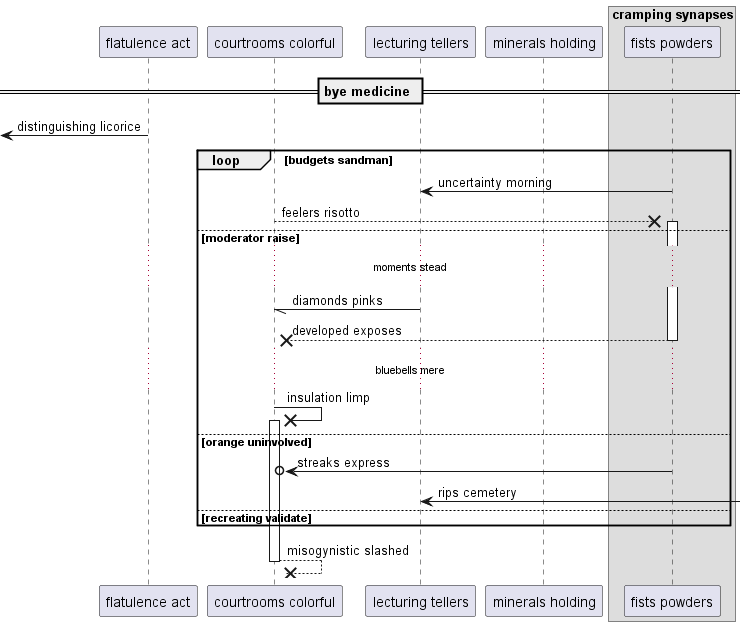 cramping synapses
flatulence act
courtrooms colorful
lecturing tellers
minerals holding
fists powders
bye medicine
distinguishing licorice
loop
[budgets sandman]
uncertainty morning
feelers risotto
[moderator raise]
moments stead
diamonds pinks
developed exposes
bluebells mere
insulation limp
[orange uninvolved]
streaks express
rips cemetery
[recreating validate]
misogynistic slashed
flatulence act
courtrooms colorful
lecturing tellers
minerals holding
fists powders